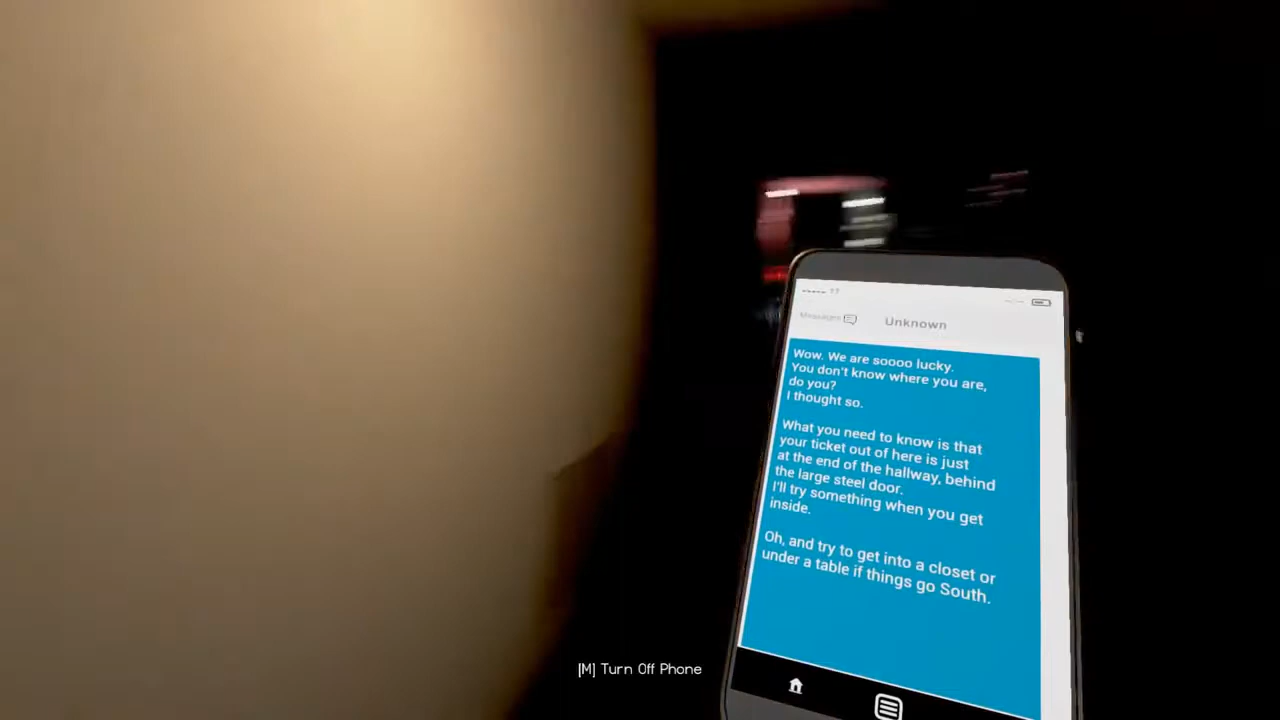 Messages
Unknown
Wow. We are soooo lucky.
You don't know where you are,
do you?
I thought so.
What you need to know is that
your ticket out of here is just
at the end of the hallway, behind
the large steel door.
I'll try something when you get
inside.
Oh, and try to get into a closet or
under a table if things go South.
[M] Turn Off Phone